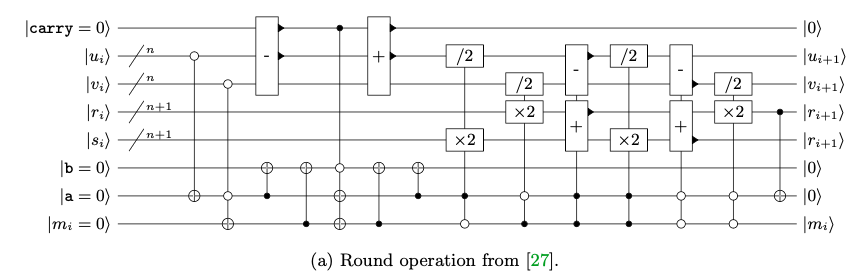 |carry = 0⟩ - + |0⟩
|u_i⟩ n /2 - /2 - |u_{i+1}⟩
|v_i⟩ n /2 /2 |v_{i+1}⟩
|r_i⟩ n+1 ×2 + + ×2 |r_{i+1}⟩
|s_i⟩ n+1 ×2 ×2 |r_{i+1}⟩
|b = 0⟩ |0⟩
|a = 0⟩ |0⟩
|m_i = 0⟩ |m_i⟩
(a) Round operation from [27].